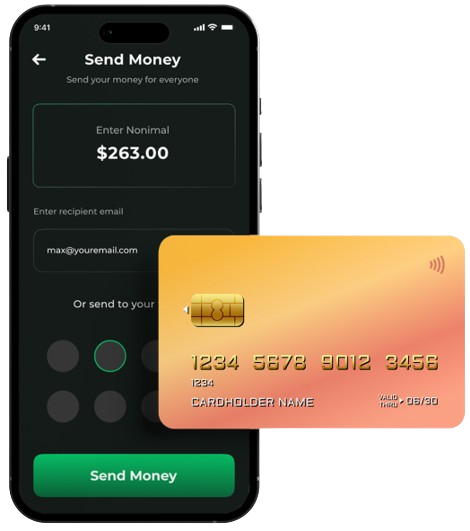 9:41
Send Money
Send your money for everyone
Enter Nonimal
$263.00
Enter recipient email
max@youremail.com
Or send to your
1234 5678 9012 3456
1234
CARDHOLDER NAME
VALID THRU 06/30
Send Money